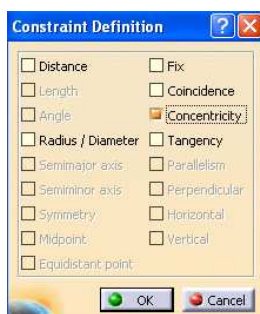 Constraint Definition
Distance
Fix
Length
Coincidence
Angle
Concentricity
Radius / Diameter
Tangency
Semimajor axis
Parallelism
Semiminor axis
Perpendicular
Symmetry
Horizontal
Midpoint
Vertical
Equidistant point
OK
Cancel